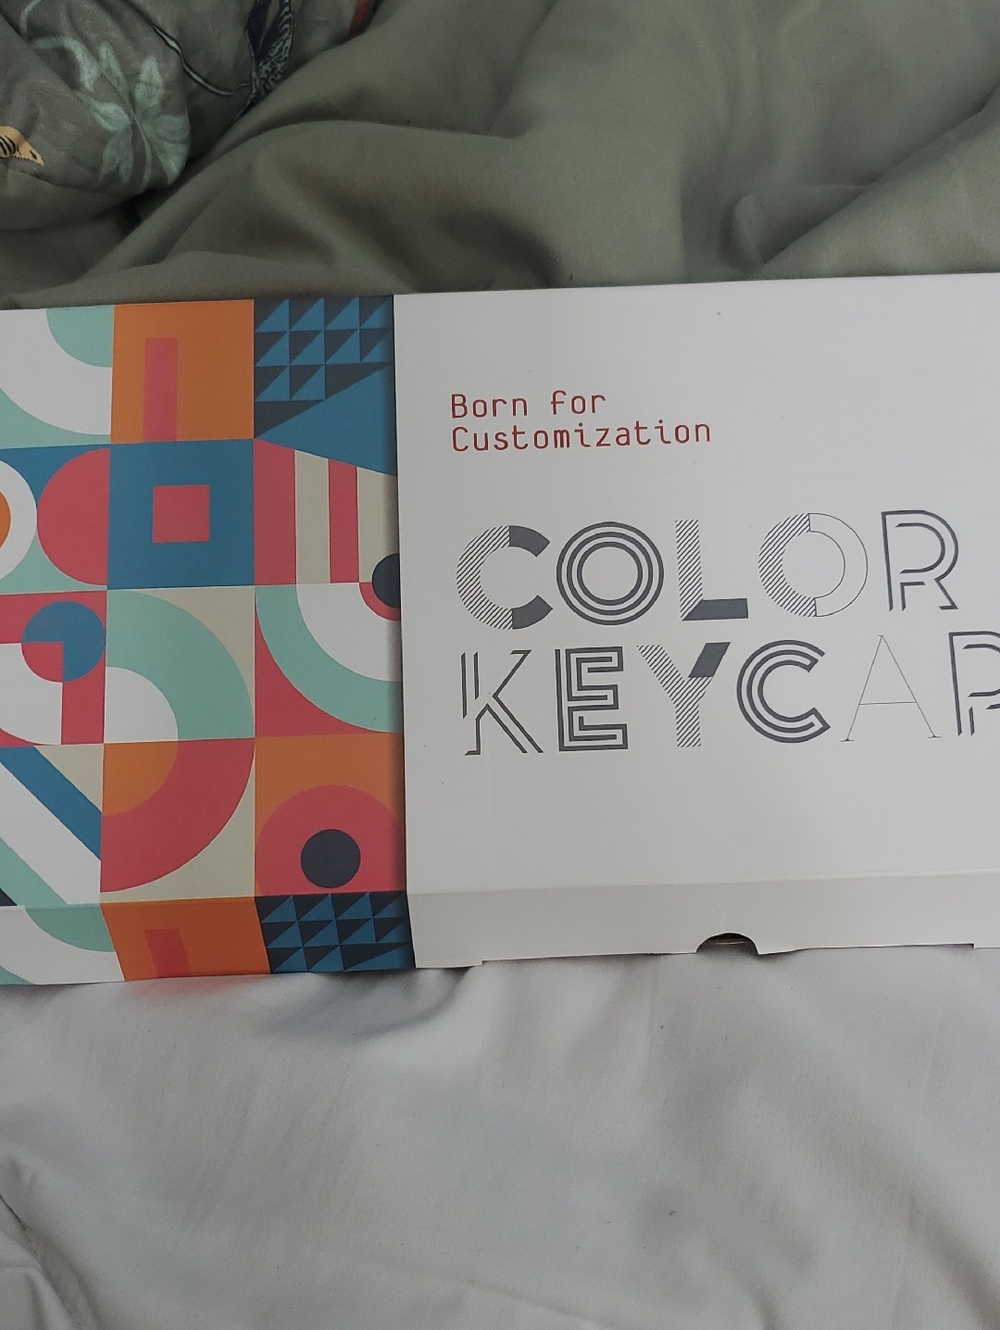 Born for
Customization
COLOR
KEYCAP